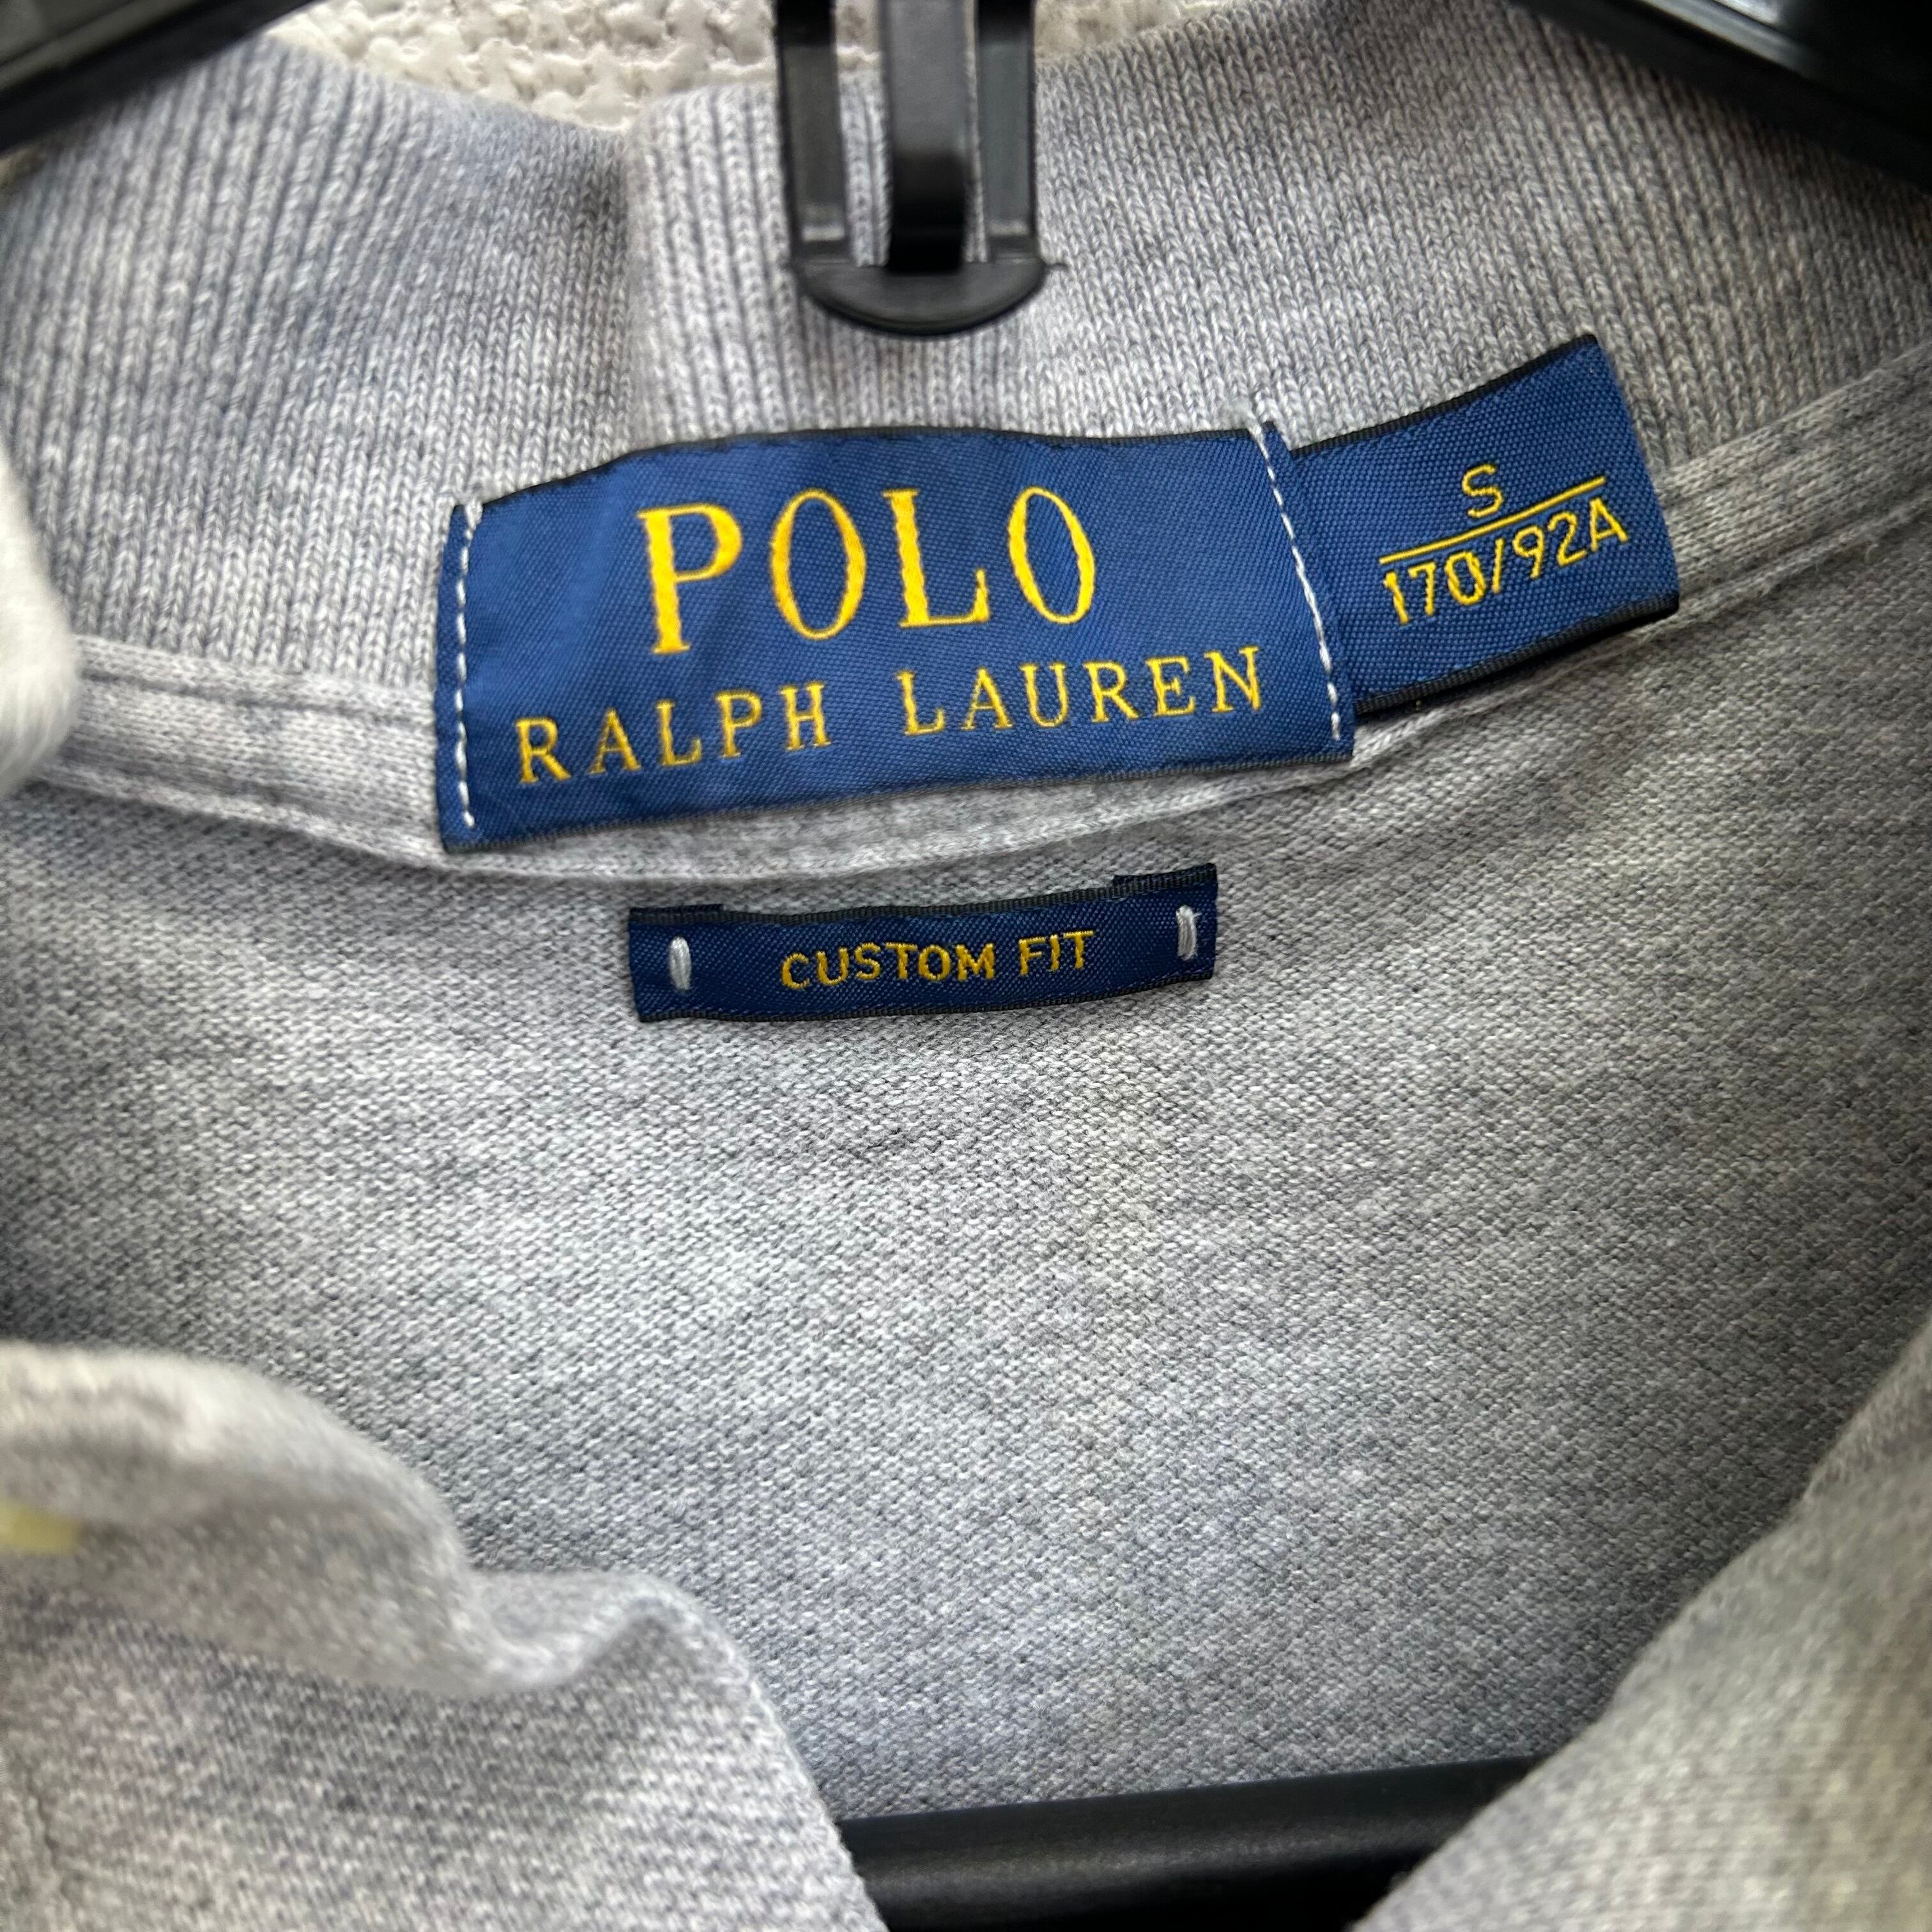 POLO
RALPH LAUREN
S
170/92A
CUSTOM FIT